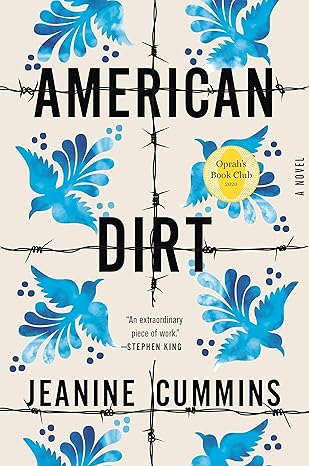 AMERICAN
Oprah's
Book Club
2020
A NOVEL
DIRT
"An extraordinary
piece of work."
—STEPHEN KING
JEANINE CUMMINS